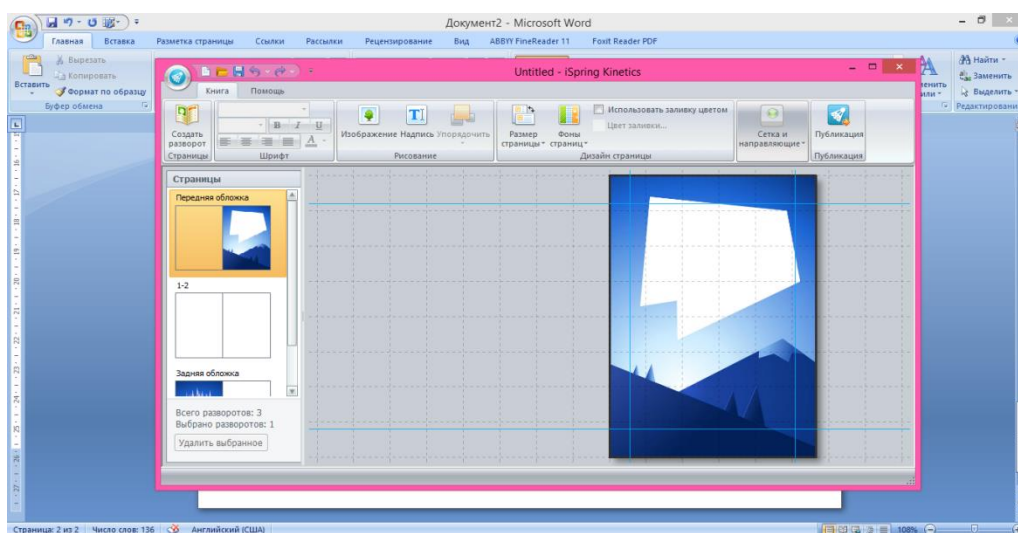 Документ2 - Microsoft Word
Главная Вставка Разметка страницы Ссылки Рассылки Рецензирование Вид ABBYY FineReader 11 Foxit Reader PDF
Вставить
Вырезать
Копировать
Формат по образцу
Буфер обмена
Найти
Заменить
Выделить
Untitled - iSpring Kinetics
Книга Помощь
Создать разворот
Страницы
Шрифт
Изображение Надпись Упорядочить
Рисование
Размер страницы
Фоны страниц
Использовать заливку цветом
Цвет заливки...
Дизайн страницы
Сетка и направляющие
Публикация
Публикация
Страницы
Передняя обложка
1-2
Задняя обложка
Всего разворотов: 3
Выбрано разворотов: 1
Удалить выбранное
Страница: 2 из 2 Число слов: 136 Английский (США) 108%